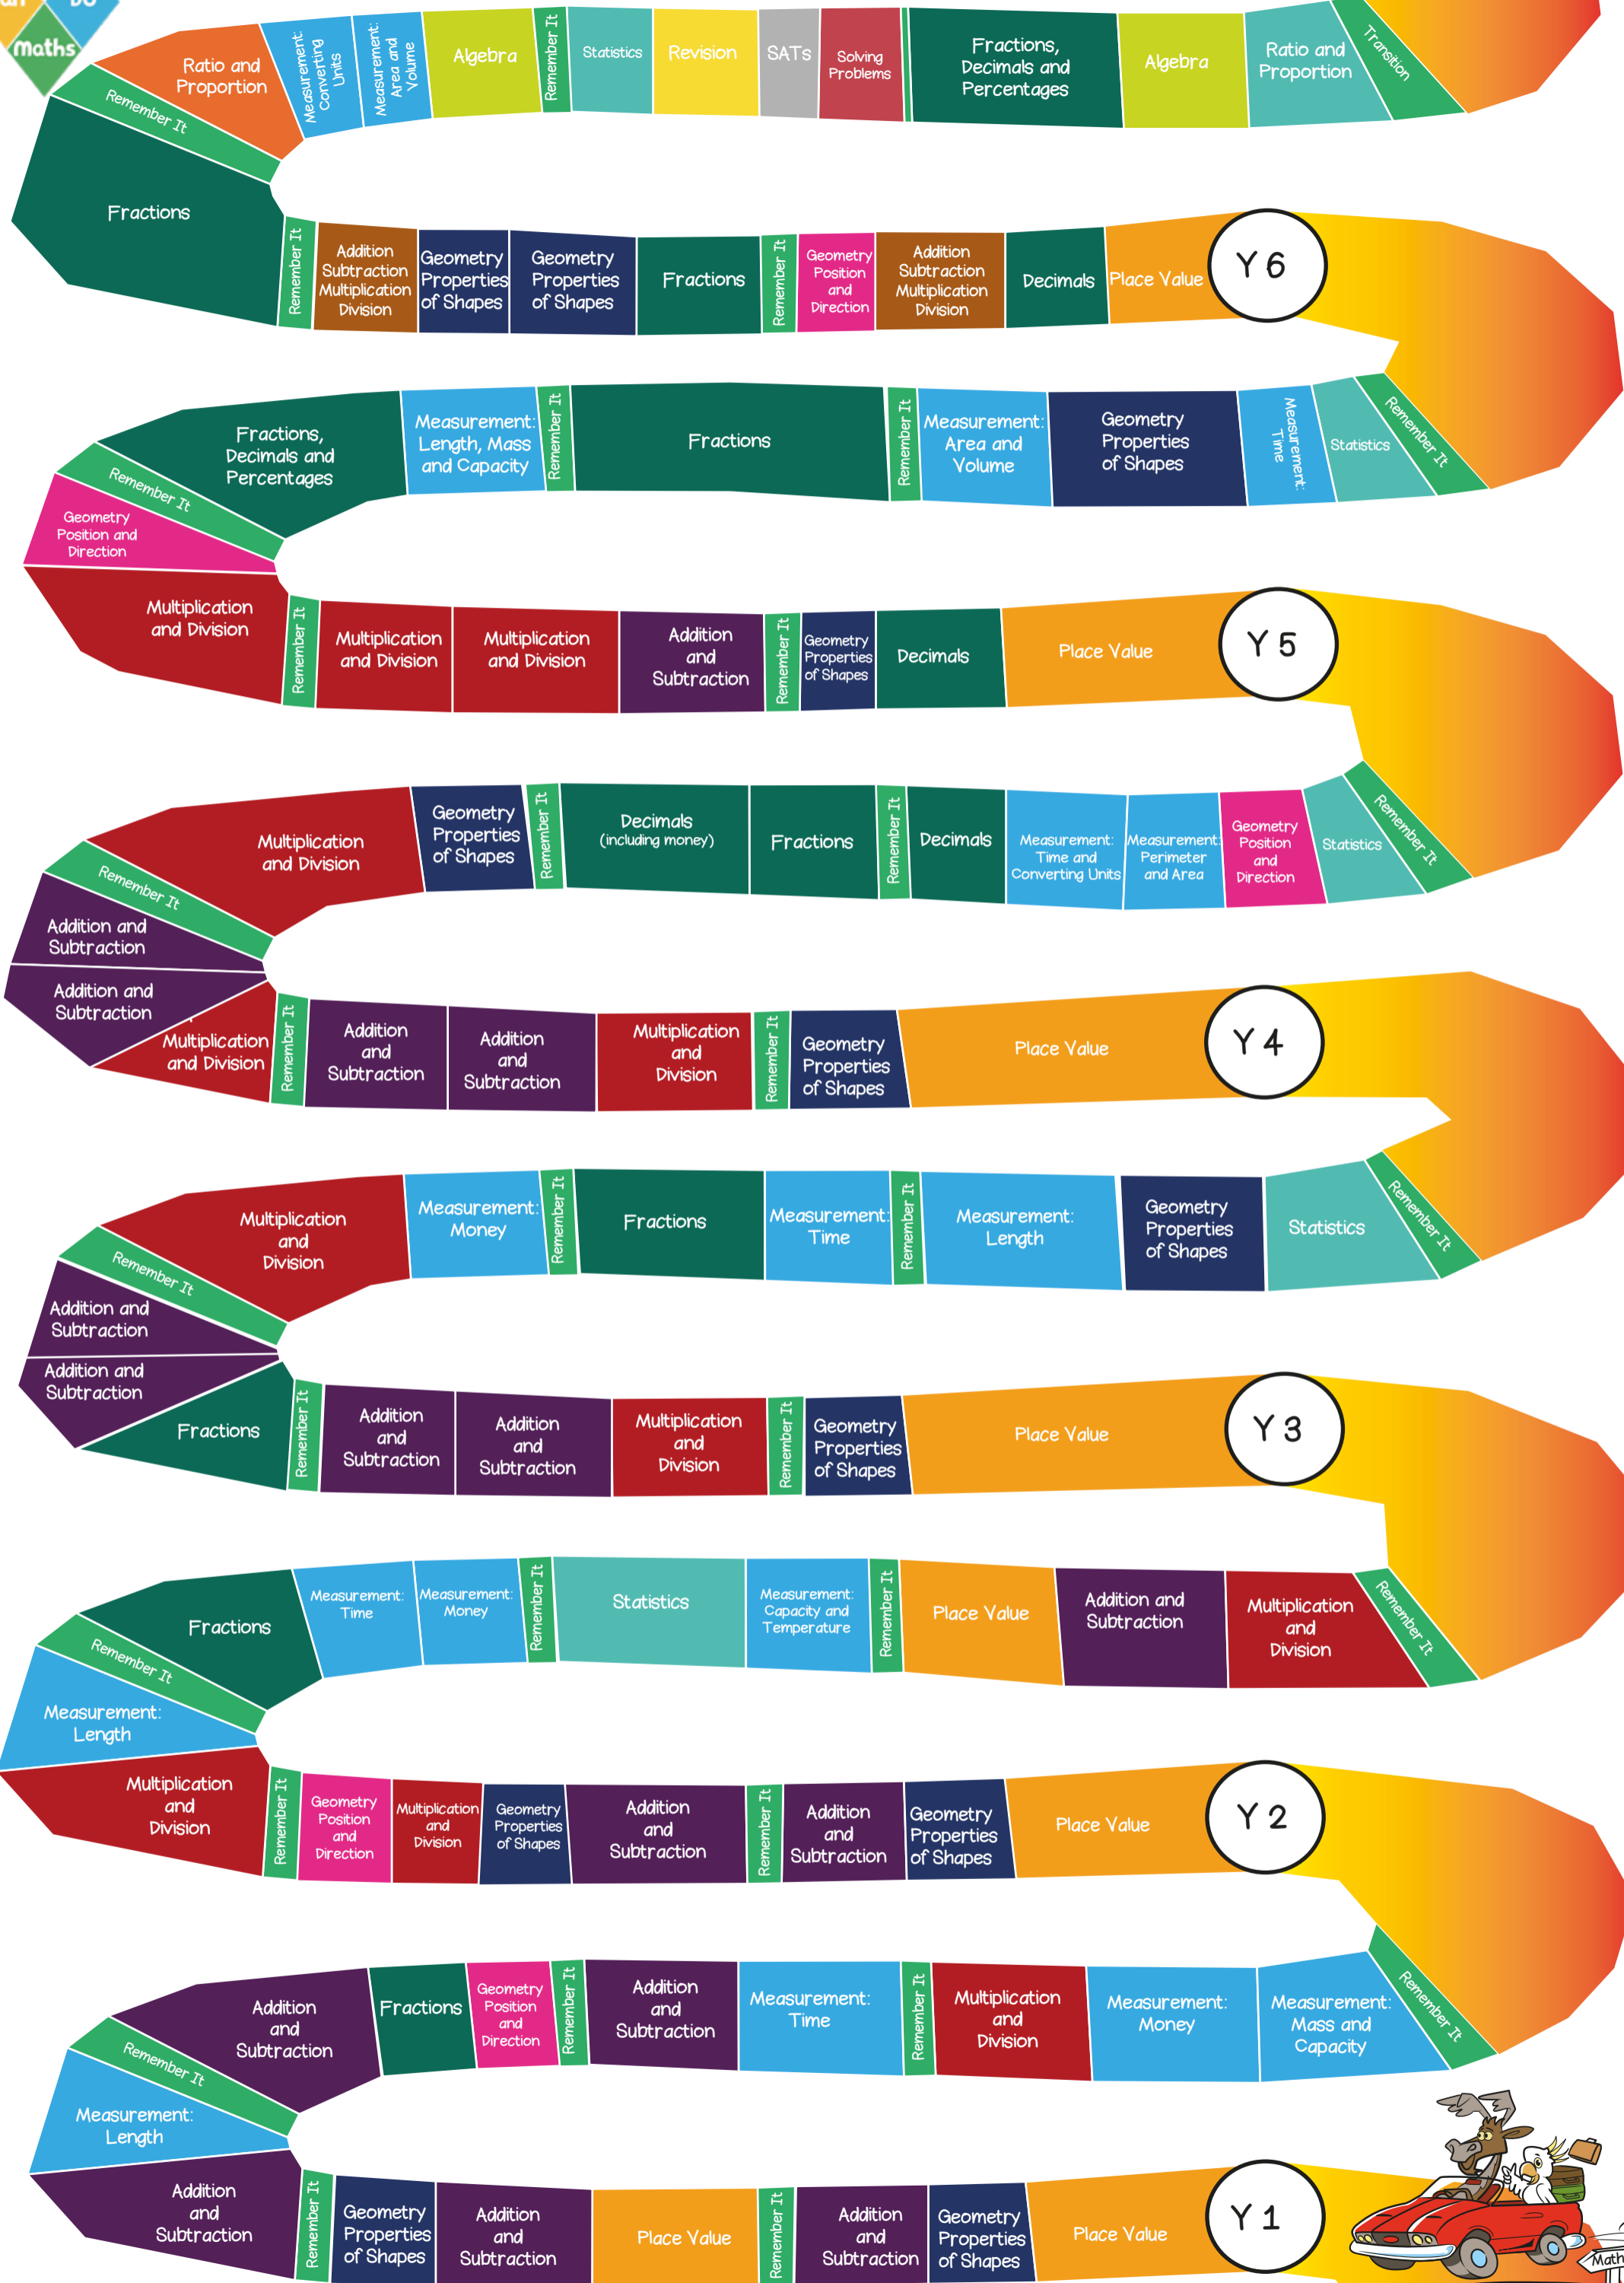 Do
Maths
Ratio and
Proportion
Measurement:
Converting
Units
Measurement:
Area and
Volume
Algebra
Remember It
Statistics
Revision
SATs
Solving
Problems
Fractions,
Decimals and
Percentages
Algebra
Ratio and
Proportion
Transition
Remember It
Fractions
Remember It
Addition
Subtraction
Multiplication
Division
Geometry
Properties
of Shapes
Geometry
Properties
of Shapes
Fractions
Remember It
Geometry
Position
and
Direction
Addition
Subtraction
Multiplication
Division
Decimals
Place Value
Y 6
Fractions,
Decimals and
Percentages
Measurement:
Length, Mass
and Capacity
Remember It
Fractions
Remember It
Measurement:
Area and
Volume
Geometry
Properties
of Shapes
Measurement:
Time
Statistics
Remember It
Remember It
Geometry
Position and
Direction
Multiplication
and Division
Remember It
Multiplication
and Division
Multiplication
and Division
Addition
and
Subtraction
Remember It
Geometry
Properties
of Shapes
Decimals
Place Value
Y 5
Multiplication
and Division
Geometry
Properties
of Shapes
Remember It
Decimals
(including money)
Fractions
Remember It
Decimals
Measurement:
Time and
Converting Units
Measurement:
Perimeter
and Area
Geometry
Position
and
Direction
Statistics
Remember It
Remember It
Addition and
Subtraction
Addition and
Subtraction
Multiplication
and Division
Remember It
Addition
and
Subtraction
Addition
and
Subtraction
Multiplication
and
Division
Remember It
Geometry
Properties
of Shapes
Place Value
Y 4
Multiplication
and
Division
Measurement:
Money
Remember It
Fractions
Measurement:
Time
Remember It
Measurement:
Length
Geometry
Properties
of Shapes
Statistics
Remember It
Remember It
Addition and
Subtraction
Addition and
Subtraction
Fractions
Remember It
Addition
and
Subtraction
Addition
and
Subtraction
Multiplication
and
Division
Remember It
Geometry
Properties
of Shapes
Place Value
Y 3
Fractions
Measurement:
Time
Measurement:
Money
Remember It
Statistics
Measurement:
Capacity and
Temperature
Remember It
Place Value
Addition and
Subtraction
Multiplication
and
Division
Remember It
Remember It
Measurement:
Length
Multiplication
and
Division
Remember It
Geometry
Position
and
Direction
Multiplication
and
Division
Geometry
Properties
of Shapes
Addition
and
Subtraction
Remember It
Addition
and
Subtraction
Geometry
Properties
of Shapes
Place Value
Y 2
Addition
and
Subtraction
Fractions
Geometry
Position
and
Direction
Remember It
Addition
and
Subtraction
Measurement:
Time
Remember It
Multiplication
and
Division
Measurement:
Money
Measurement:
Mass and
Capacity
Remember It
Remember It
Measurement:
Length
Addition
and
Subtraction
Remember It
Geometry
Properties
of Shapes
Addition
and
Subtraction
Place Value
Remember It
Addition
and
Subtraction
Geometry
Properties
of Shapes
Place Value
Y 1
Math